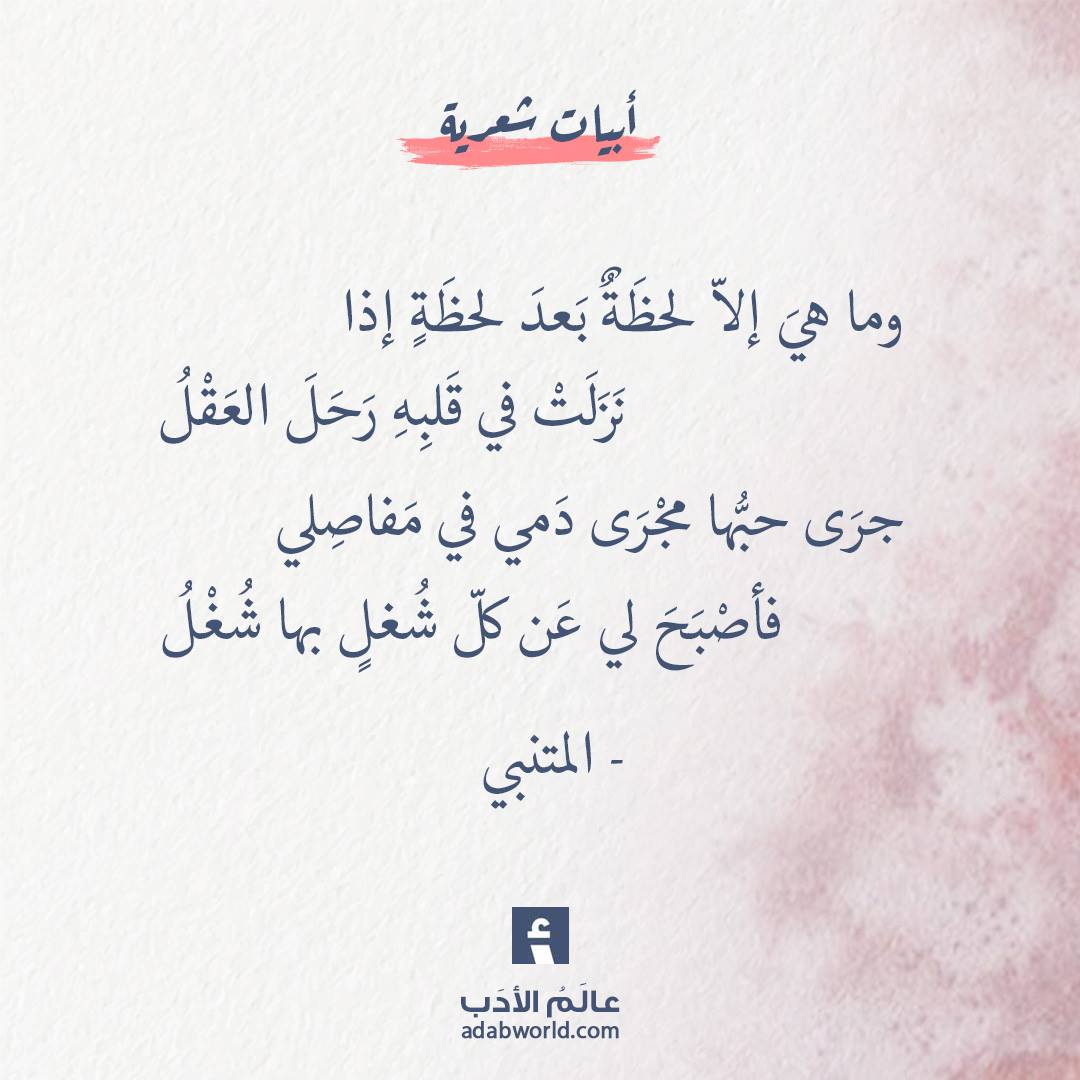 أبيات شعرية
وما هيَ إلاّ لحظَةٌ بَعدَ لحظَةٍ إذا
نَزَلَتْ في قَلبِهِ رَحَلَ العَقْلُ
جرَى حبُّها مجْرَى دَمي في مَفاصِلي
فأصْبَحَ لي عَن كلّ شُغلٍ بها شُغْلُ
- المتنبي
أ
عالَمُ الأدَب
adabworld.com